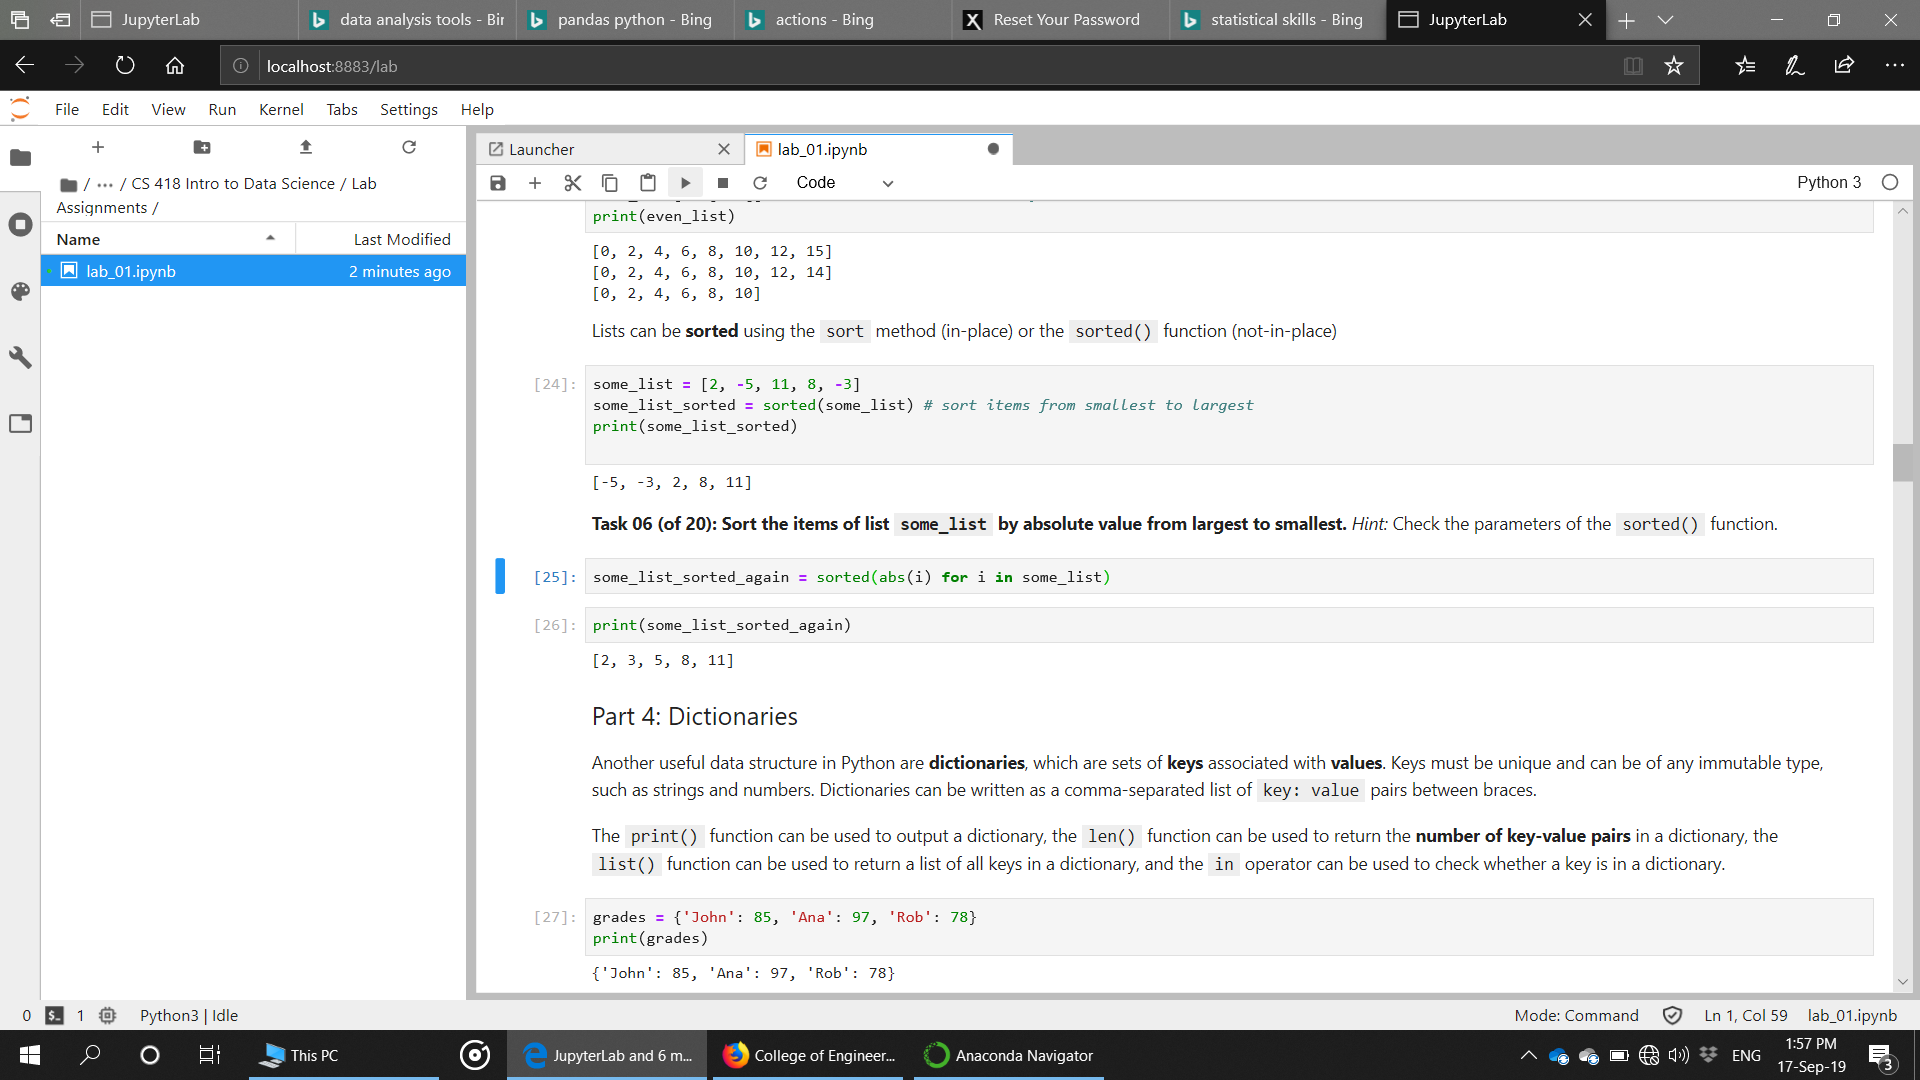 JupyterLab
data analysis tools - Bir
pandas python - Bing
actions - Bing
Reset Your Password
statistical skills - Bing
JupyterLab
localhost:8883/lab
File Edit View Run Kernel Tabs Settings Help
Launcher
lab_01.ipynb
/ ··· / CS 418 Intro to Data Science / Lab
Assignments /
Name Last Modified
lab_01.ipynb 2 minutes ago
Code
Python 3
print(even_list)
[0, 2, 4, 6, 8, 10, 12, 15]
[0, 2, 4, 6, 8, 10, 12, 14]
[0, 2, 4, 6, 8, 10]
Lists can be sorted using the sort method (in-place) or the sorted() function (not-in-place)
[24]: some_list = [2, -5, 11, 8, -3]
some_list_sorted = sorted(some_list) # sort items from smallest to largest
print(some_list_sorted)
[-5, -3, 2, 8, 11]
Task 06 (of 20): Sort the items of list some_list by absolute value from largest to smallest. Hint: Check the parameters of the sorted() function.
[25]: some_list_sorted_again = sorted(abs(i) for i in some_list)
[26]: print(some_list_sorted_again)
[2, 3, 5, 8, 11]
Part 4: Dictionaries
Another useful data structure in Python are dictionaries, which are sets of keys associated with values. Keys must be unique and can be of any immutable type,
such as strings and numbers. Dictionaries can be written as a comma-separated list of key: value pairs between braces.
The print() function can be used to output a dictionary, the len() function can be used to return the number of key-value pairs in a dictionary, the
list() function can be used to return a list of all keys in a dictionary, and the in operator can be used to check whether a key is in a dictionary.
[27]: grades = {'John': 85, 'Ana': 97, 'Rob': 78}
print(grades)
{'John': 85, 'Ana': 97, 'Rob': 78}
0 $_ 1 Python3 | Idle
Mode: Command Ln 1, Col 59 lab_01.ipynb
This PC
JupyterLab and 6 m...
College of Engineer...
Anaconda Navigator
ENG
1:57 PM
17-Sep-19
3